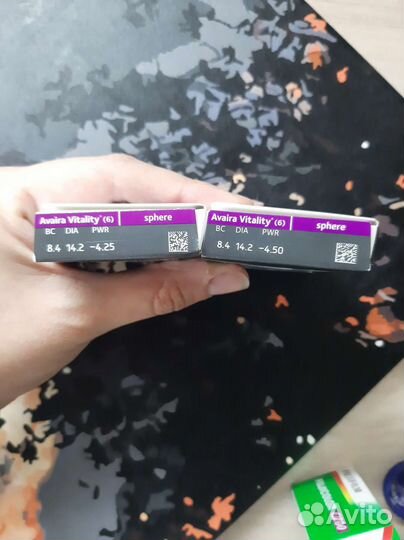 Avaira Vitality* (6) sphere
BC DIA PWR
8.4 14.2 −4.25
Avaira Vitality* (6) sphere
BC DIA PWR
8.4 14.2 −4.50
Avito